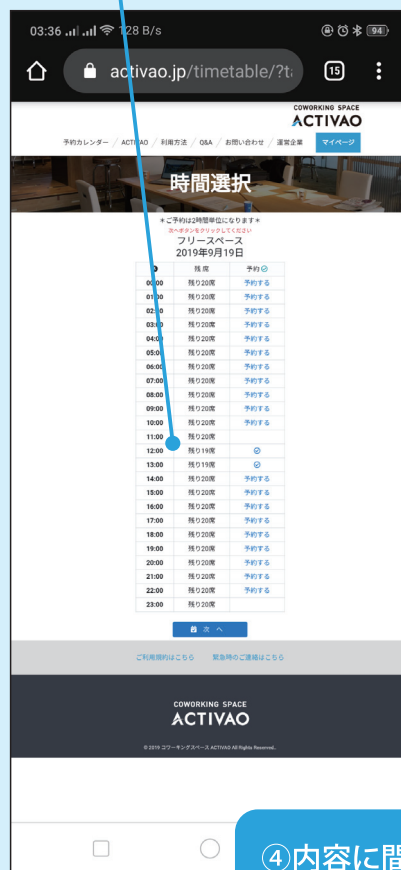 03:36 128 B/s 94
activao.jp/timetable/?ta 15
COWORKING SPACE
ACTIVAO
予約カレンダー / ACTIVAO / 利用方法 / Q&A / お問い合わせ / 運営企業 マイページ
時間選択
＊ご予約は2時間単位になります＊
次へボタンをクリックしてください
フリースペース
2019年9月19日
残席 予約
00:00 残り20席 予約する
01:00 残り20席 予約する
02:00 残り20席 予約する
03:00 残り20席 予約する
04:00 残り20席 予約する
05:00 残り20席 予約する
06:00 残り20席 予約する
07:00 残り20席 予約する
08:00 残り20席 予約する
09:00 残り20席 予約する
10:00 残り20席 予約する
11:00 残り20席
12:00 残り19席
13:00 残り19席
14:00 残り20席 予約する
15:00 残り20席 予約する
16:00 残り20席 予約する
17:00 残り20席 予約する
18:00 残り20席 予約する
19:00 残り20席 予約する
20:00 残り20席 予約する
21:00 残り20席 予約する
22:00 残り20席 予約する
23:00 残り20席
次 へ
ご利用規約はこちら 緊急時のご連絡はこちら
COWORKING SPACE
ACTIVAO
© 2019 コワーキングスペース ACTIVAO All Rights Reserved.
④内容に間